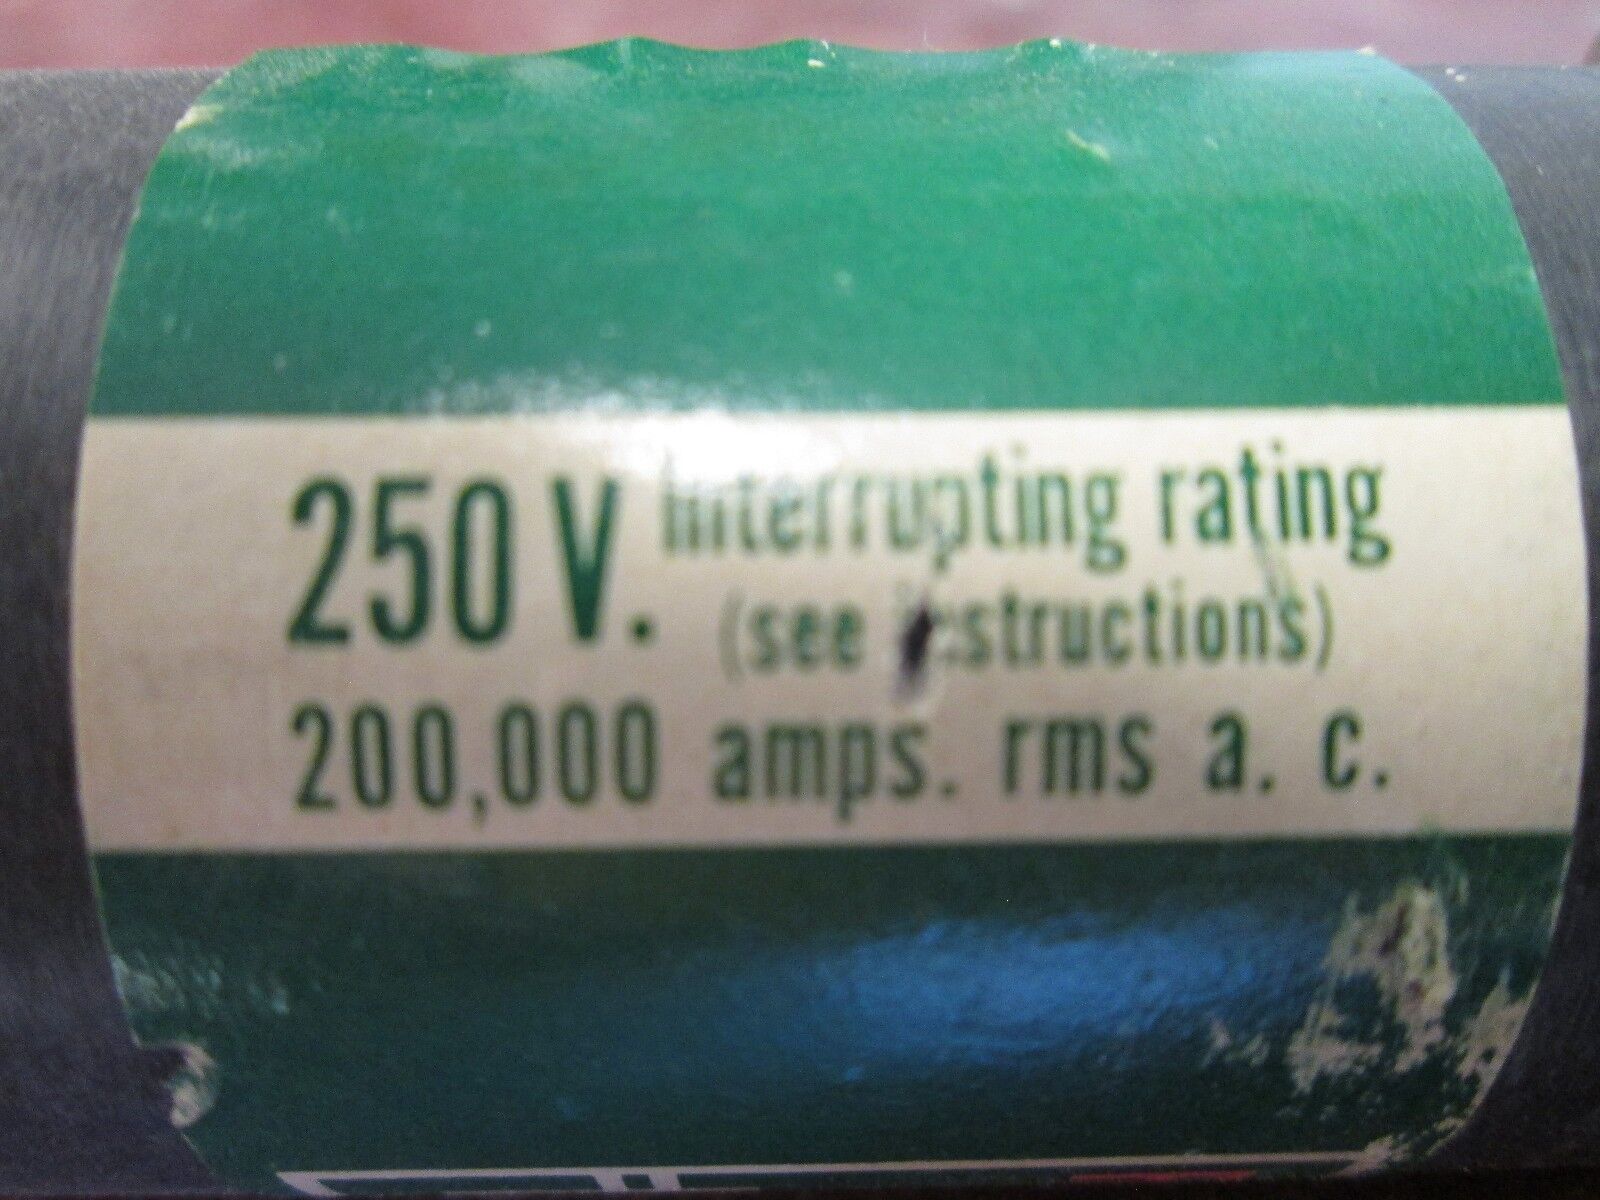 250 V. Interrupting rating
(see instructions)
200,000 amps. rms a. c.